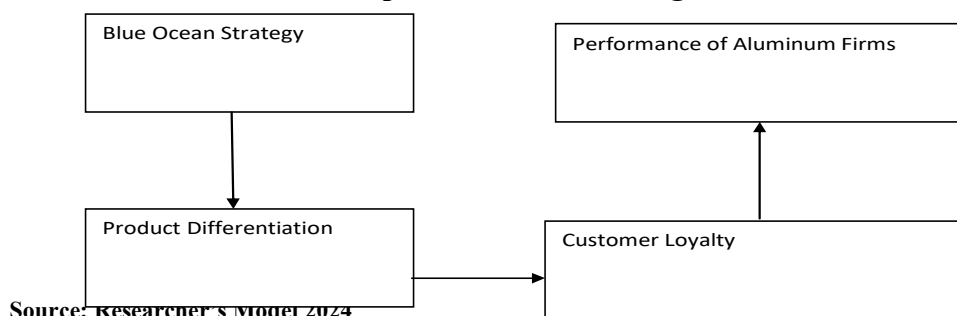 Blue Ocean Strategy
Performance of Aluminum Firms
Product Differentiation
Customer Loyalty
Source: Researcher's Model 2024